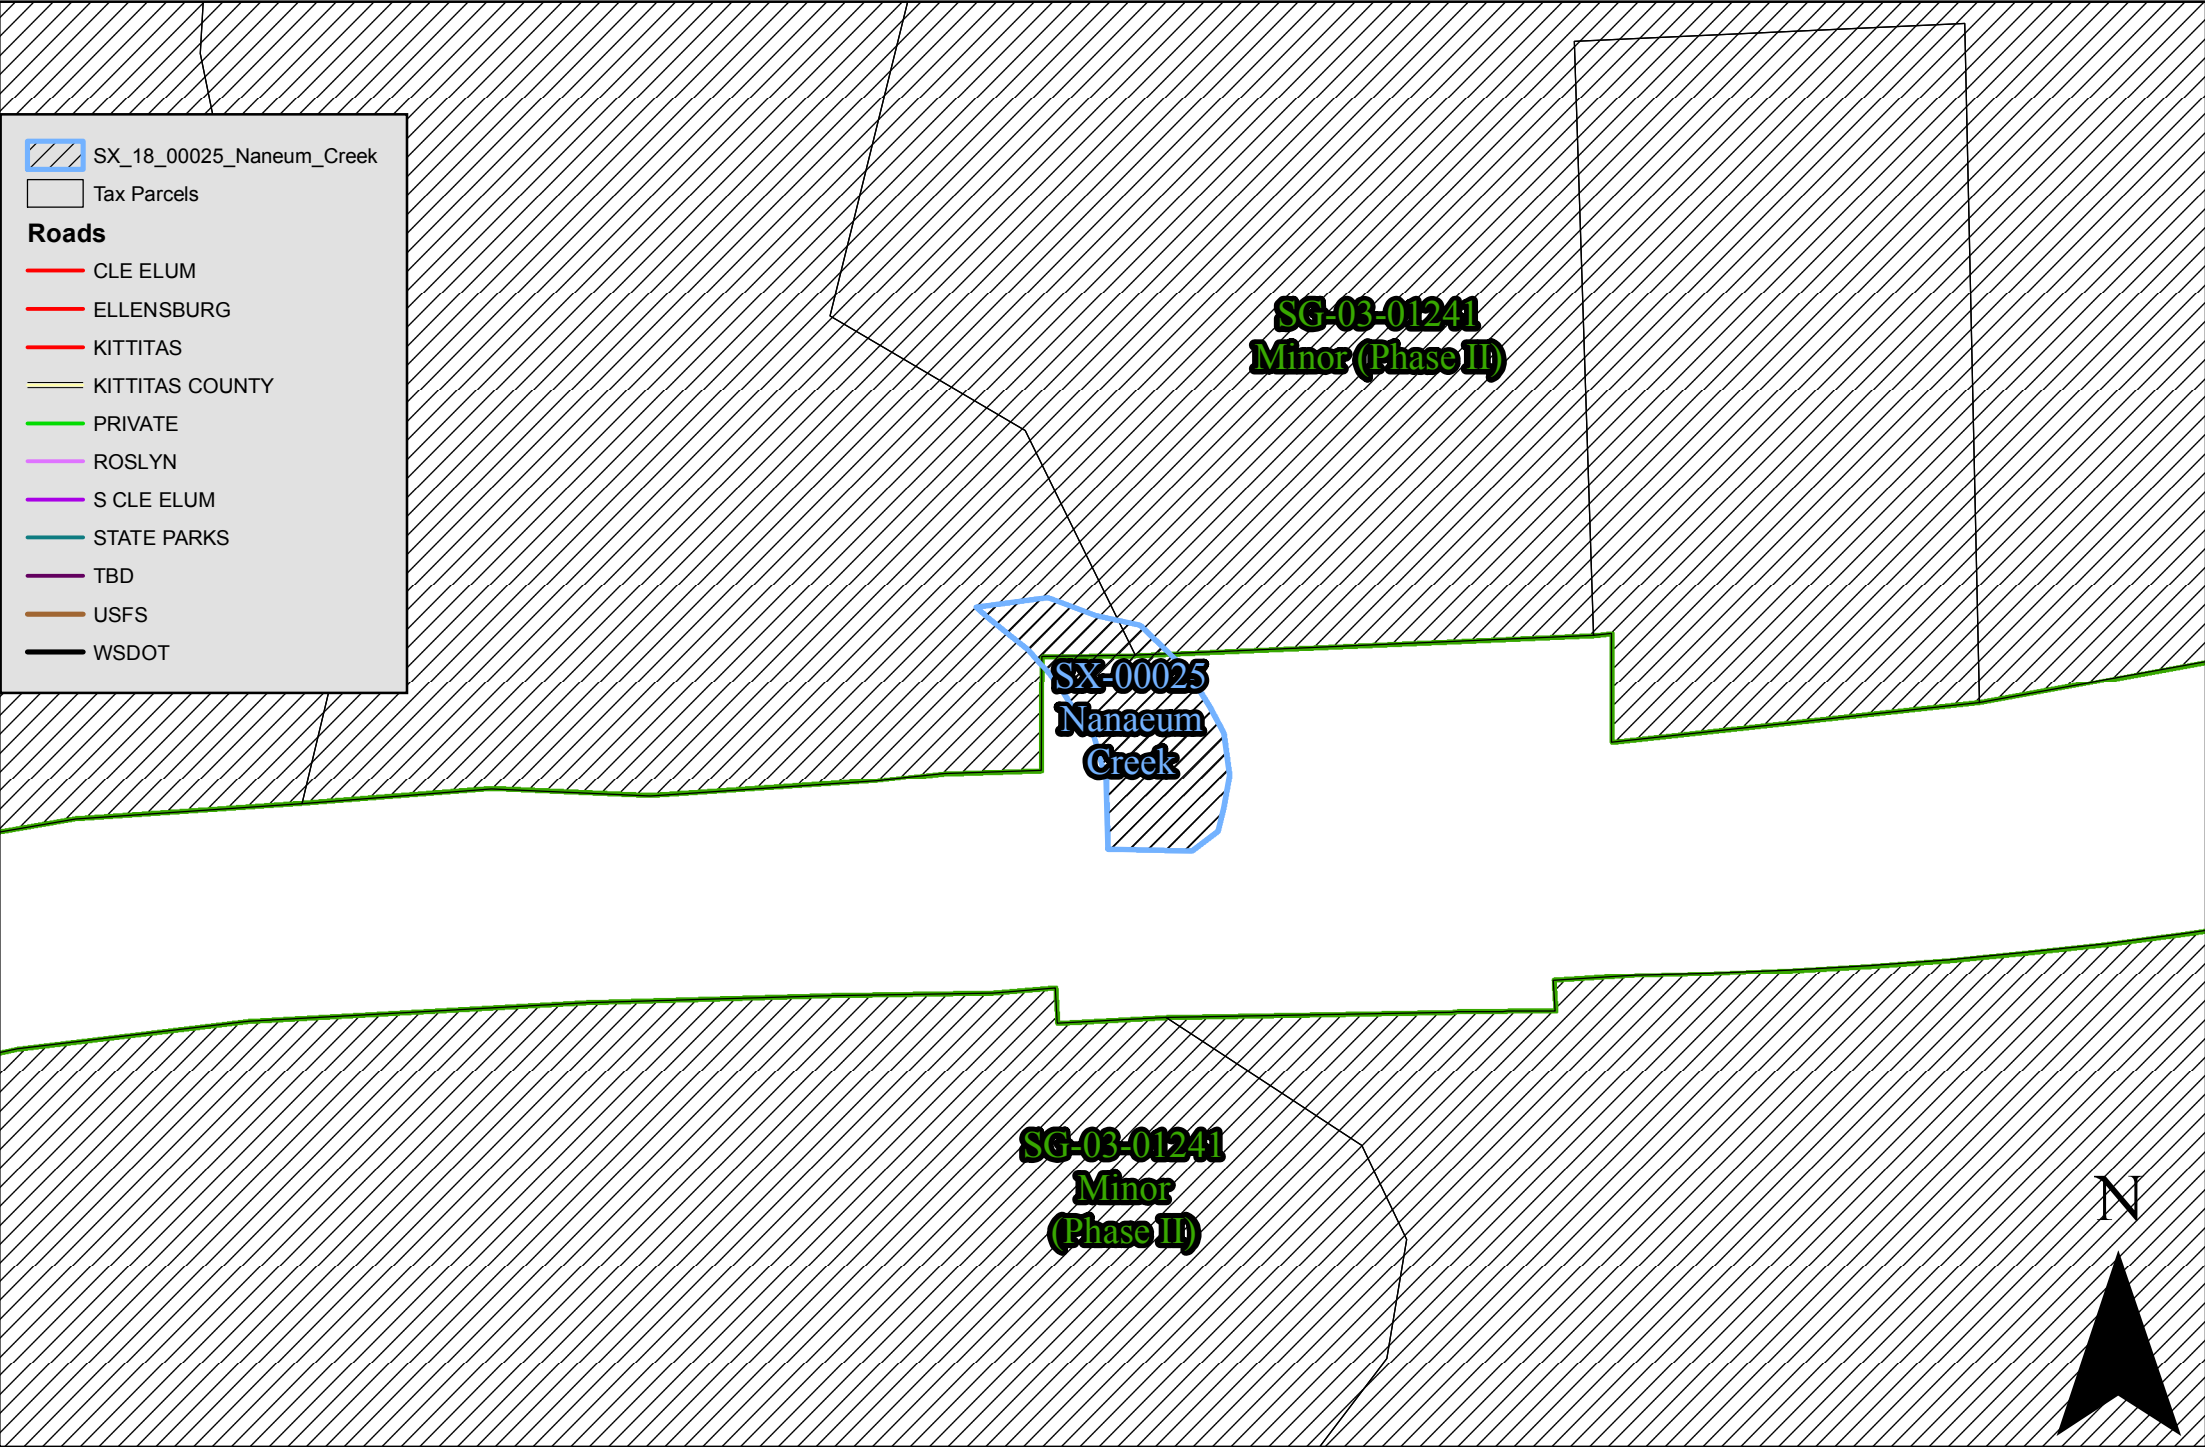 SX_18_00025_Naneum_Creek
Tax Parcels
Roads
CLE ELUM
ELLENSBURG
KITTITAS
KITTITAS COUNTY
PRIVATE
ROSLYN
S CLE ELUM
STATE PARKS
TBD
USFS
WSDOT
SG-03-01241
Minor (Phase II)
SX-00025
Nanaeum
Creek
SG-03-01241
Minor
(Phase II)
N